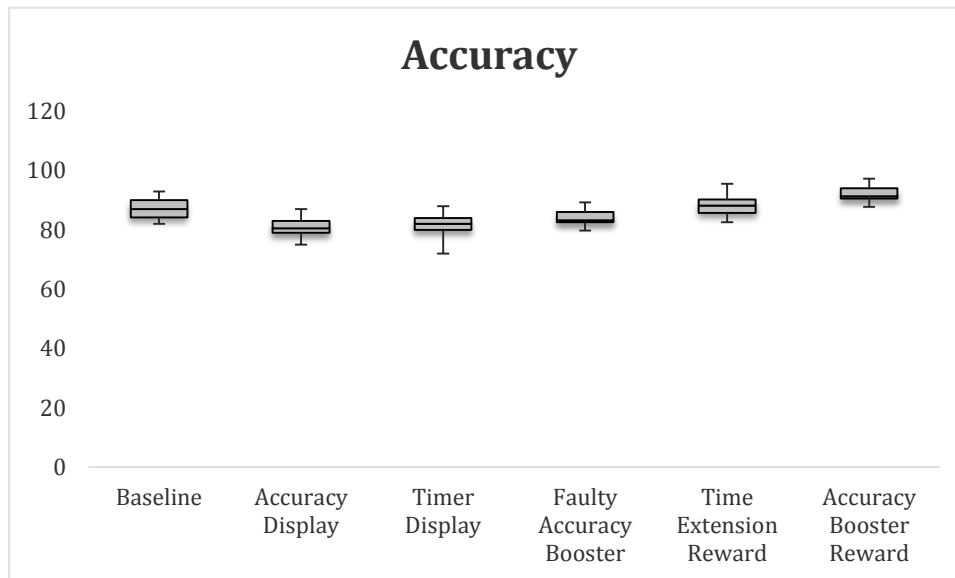 Accuracy
120
100
80
60
40
20
0
Baseline
Accuracy
Display
Timer
Display
Faulty
Accuracy
Booster
Time
Extension
Reward
Accuracy
Booster
Reward